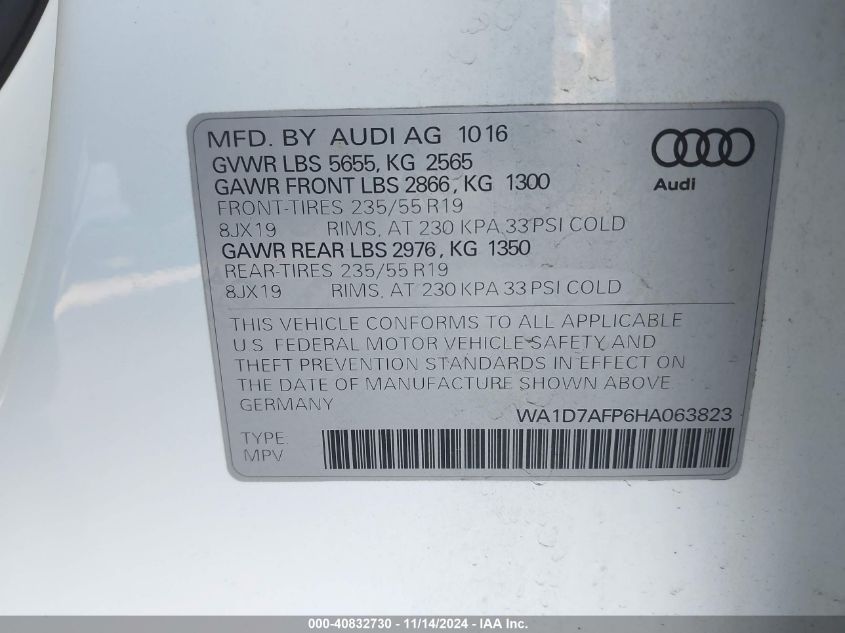 MFD. BY AUDI AG 1016
GVWR LBS 5655, KG 2565
GAWR FRONT LBS 2866, KG 1300
FRONT-TIRES 235/55 R19
8JX19 RIMS, AT 230 KPA 33 PSI COLD
GAWR REAR LBS 2976, KG 1350
REAR-TIRES 235/55 R19
8JX19 RIMS, AT 230 KPA 33 PSI COLD
Audi
THIS VEHICLE CONFORMS TO ALL APPLICABLE
U.S. FEDERAL MOTOR VEHICLE SAFETY AND
THEFT PREVENTION STANDARDS IN EFFECT ON
THE DATE OF MANUFACTURE SHOWN ABOVE
GERMANY
WA1D7AFP6HA063823
TYPE:
MPV
000-40832730 - 11/14/2024 - IAA Inc.